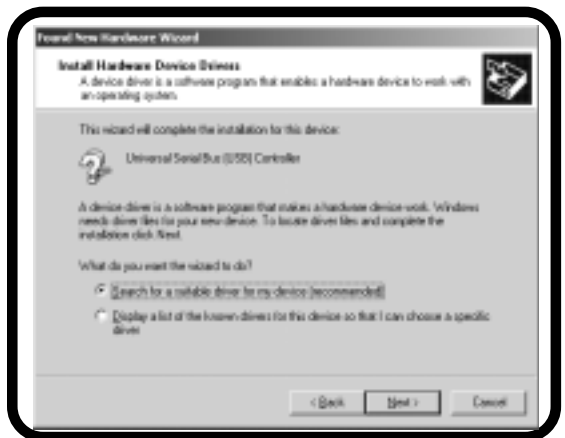 Found New Hardware Wizard
Install Hardware Device Drivers
A device driver is a software program that enables a hardware device to work with
an operating system.
This wizard will complete the installation for this device:
Universal Serial Bus (USB) Controller
A device driver is a software program that makes a hardware device work. Windows
needs driver files for your new device. To locate driver files and complete the
installation click Next.
What do you want the wizard to do?
Search for a suitable driver for my device (recommended)
Display a list of the known drivers for this device so that I can choose a specific
driver
< Back
Next >
Cancel